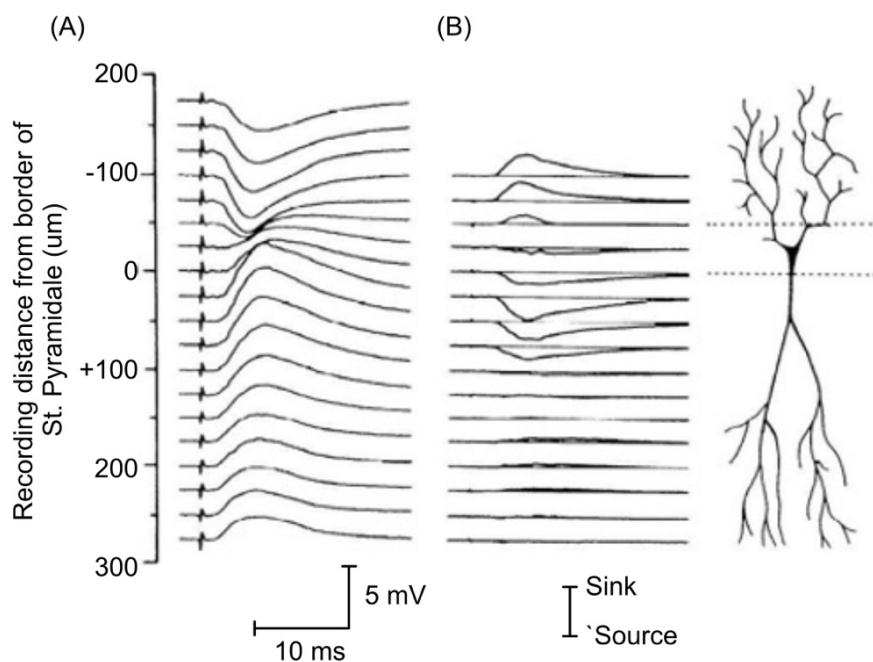 (A)
(B)
Recording distance from border of
St. Pyramidale (um)
200
-100
0
+100
200
300
5 mV
10 ms
Sink
`Source